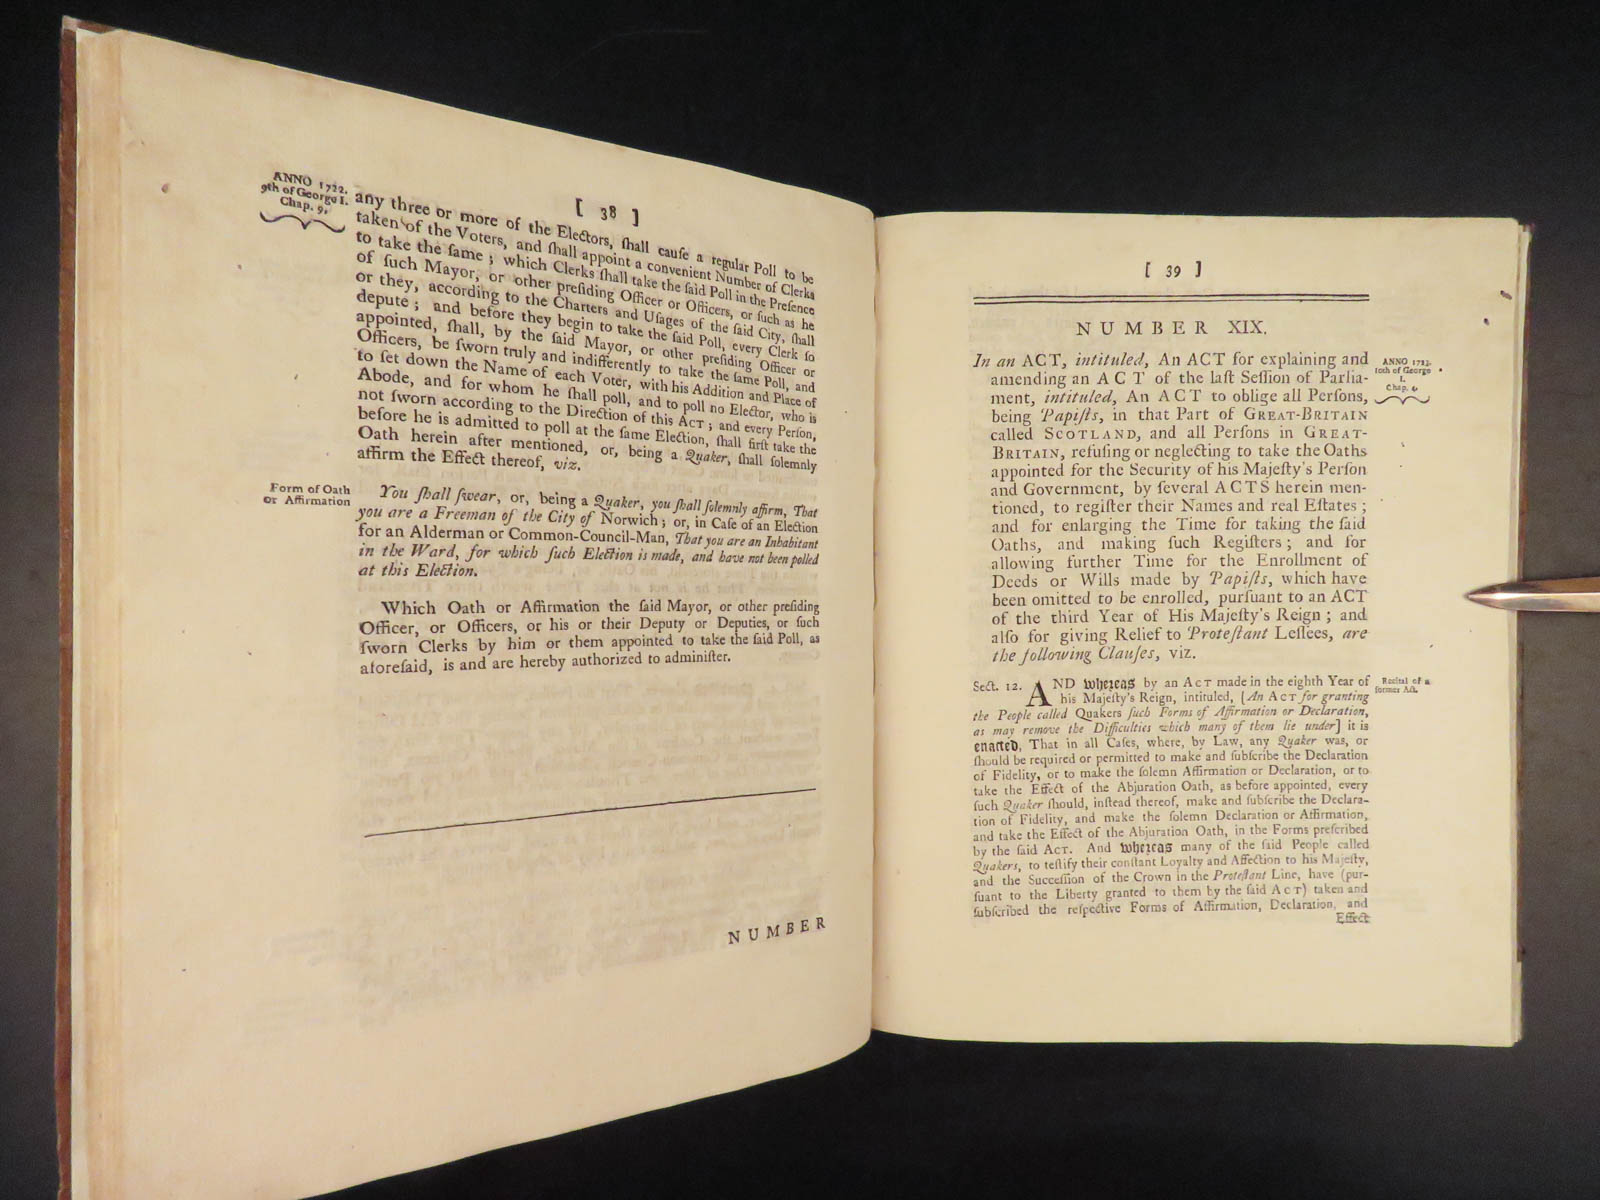 [ 38 ]
ANNO 1722.
9th of George I.
Chap. 9.
any three or more of the Electors, ſhall cauſe a regular Poll to be
taken of the Voters, and ſhall appoint a convenient Number of Clerks
to take the ſame ; which Clerks ſhall take the ſaid Poll in the Preſence
of ſuch Mayor, or other preſiding Officer or Officers, or ſuch as he
or they, according to the Charters and Uſages of the ſaid City, ſhall
depute ; and before they begin to take the ſaid Poll, every Clerk ſo
appointed, ſhall, by the ſaid Mayor, or other preſiding Officer or
Officers, be ſworn truly and indifferently to take the ſame Poll, and
to ſet down the Name of each Voter, with his Addition and Place of
Abode, and for whom he ſhall poll, and to poll no Elector, who is
not ſworn according to the Direction of this ACT ; and every Perſon,
before he is admitted to poll at the ſame Election, ſhall firſt take the
Oath herein after mentioned, or, being a Quaker, ſhall ſolemnly
affirm the Effect thereof, viz.
Form of Oath
or Affirmation
You ſhall ſwear, or, being a Quaker, you ſhall ſolemnly affirm, That
you are a Freeman of the City of Norwich ; or, in Caſe of an Election
for an Alderman or Common-Council-Man, That you are an Inhabitant
in the Ward, for which ſuch Election is made, and have not been polled
at this Election.
Which Oath or Affirmation the ſaid Mayor, or other preſiding
Officer, or Officers, or his or their Deputy or Deputies, or ſuch
ſworn Clerks by him or them appointed to take the ſaid Poll, as
aforeſaid, is and are hereby authorized to adminiſter.
NUMBER
[ 39 ]
NUMBER XIX.
In an ACT, intituled, An ACT for explaining and
amending an ACT of the laſt Seſſion of Parlia-
ment, intituled, An ACT to oblige all Perſons,
being Papiſts, in that Part of GREAT-BRITAIN
called SCOTLAND, and all Perſons in GREAT-
BRITAIN, refuſing or neglecting to take the Oaths
appointed for the Security of his Majeſty's Perſon
and Government, by ſeveral ACTS herein men-
tioned, to regiſter their Names and real Eſtates ;
and for enlarging the Time for taking the ſaid
Oaths, and making ſuch Regiſters ; and for
allowing further Time for the Enrollment of
Deeds or Wills made by Papiſts, which have
been omitted to be enrolled, purſuant to an ACT
of the third Year of His Majeſty's Reign ; and
alſo for giving Relief to Proteſtant Leſſees, are
the following Clauſes, viz.
ANNO 1723.
10th of George
I.
Chap. 4.
Sect. 12. AND Whereas by an ACT made in the eighth Year of
his Majeſty's Reign, intituled, [An ACT for granting
the People called Quakers ſuch Forms of Affirmation or Declaration,
as may remove the Difficulties which many of them lie under] it is
enacted, That in all Caſes, where, by Law, any Quaker was, or
ſhould be required or permitted to make and ſubſcribe the Declaration
of Fidelity, or to make the ſolemn Affirmation or Declaration, or to
take the Effect of the Abjuration Oath, as before appointed, every
ſuch Quaker ſhould, inſtead thereof, make and ſubſcribe the Declara-
tion of Fidelity, and make the ſolemn Declaration or Affirmation,
and take the Effect of the Abjuration Oath, in the Forms preſcribed
by the ſaid ACT. And Whereas many of the ſaid People called
Quakers, to teſtify their conſtant Loyalty and Affection to his Majeſty,
and the Succeſſion of the Crown in the Proteſtant Line, have (pur-
ſuant to the Liberty granted to them by the ſaid ACT) taken and
ſubſcribed the reſpective Forms of Affirmation, Declaration, and
Effect
Recital of a
former Act.